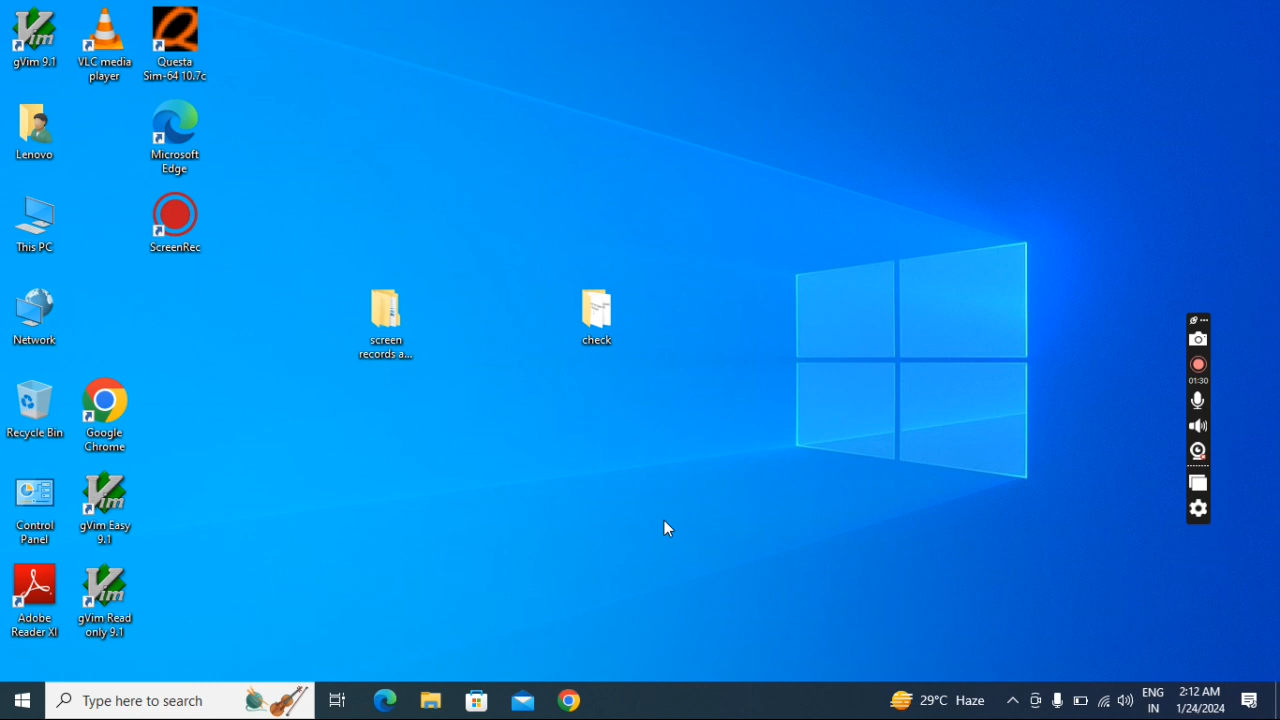 gVim 9.1
VLC media
player
Questa
Sim-64 10.7c
Lenovo
Microsoft
Edge
This PC
ScreenRec
Network
screen
records a...
check
Recycle Bin
Google
Chrome
01:30
Control
Panel
gVim Easy
9.1
Adobe
Reader XI
gVim Read
only 9.1
Type here to search
29°C Haze
ENG
IN
2:12 AM
1/24/2024